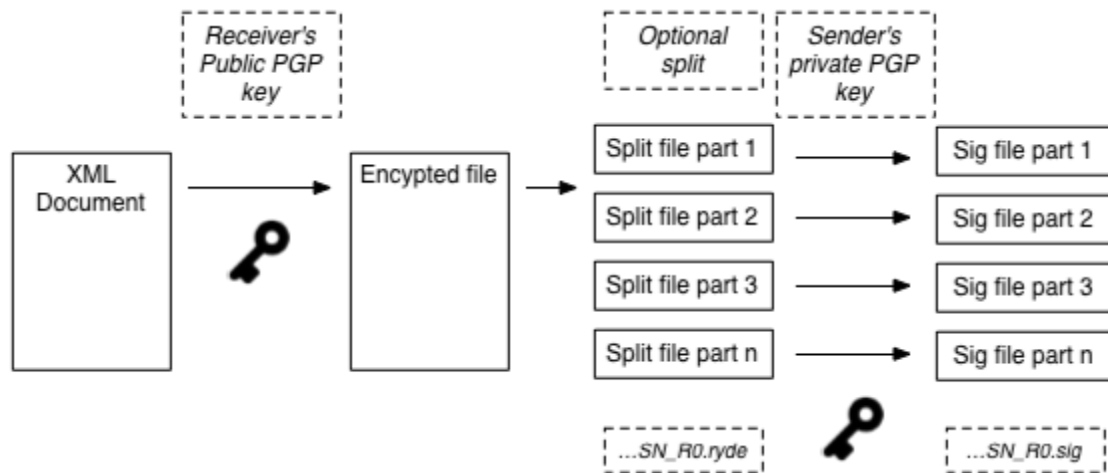 Receiver's
Public PGP
key
Optional
split
Sender's
private PGP
key
XML
Document
Encypted file
Split file part 1
Sig file part 1
Split file part 2
Sig file part 2
Split file part 3
Sig file part 3
Split file part n
Sig file part n
...SN_R0.ryde
...SN_R0.sig